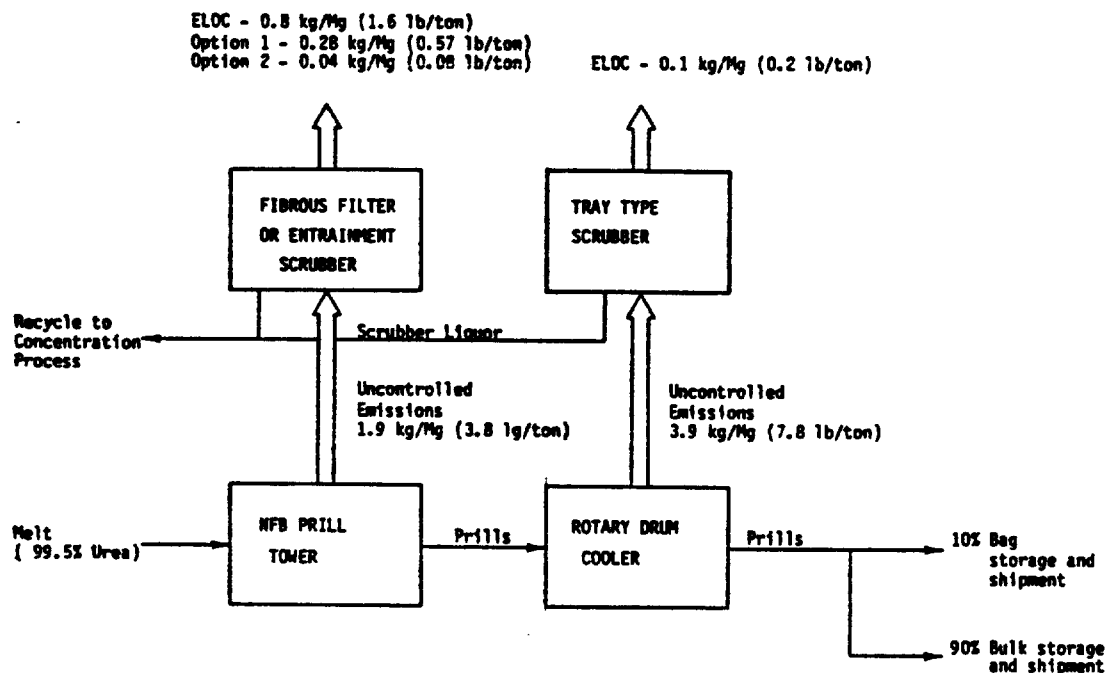 ELOC - 0.8 kg/Mg (1.6 lb/ton)
Option 1 - 0.28 kg/Mg (0.57 lb/ton)
Option 2 - 0.04 kg/Mg (0.08 lb/ton)
ELOC - 0.1 kg/Mg (0.2 lb/ton)
FIBROUS FILTER
OR ENTRAINMENT
SCRUBBER
TRAY TYPE
SCRUBBER
Recycle to
Concentration
Process
Scrubber Liquor
Uncontrolled
Emissions
1.9 kg/Mg (3.8 lg/ton)
Uncontrolled
Emissions
3.9 kg/Mg (7.8 lb/ton)
Melt
( 99.5% Urea)
NFB PRILL
TOWER
Prills
ROTARY DRUM
COOLER
Prills
10% Bag
storage and
shipment
90% Bulk storage
and shipment